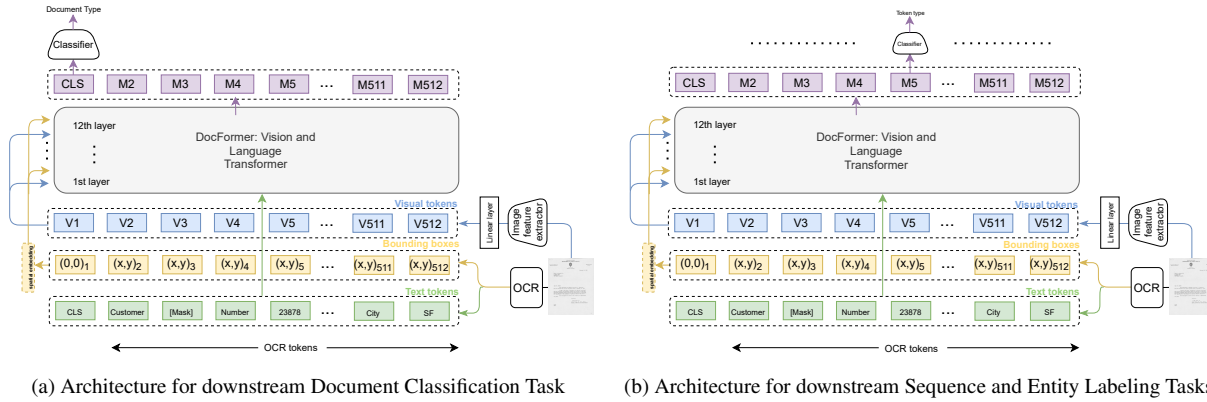 Document Type
Classifier
CLS M2 M3 M4 M5 ... M511 M512
12th layer
DocFormer: Vision and
Language
Transformer
1st layer
Visual tokens
V1 V2 V3 V4 V5 ... V511 V512
Linear layer
Image feature extractor
Bounding boxes
spatial embedding
(0,0)1 (x,y)2 (x,y)3 (x,y)4 (x,y)5 ... (x,y)511 (x,y)512
OCR
Text tokens
CLS Customer [Mask] Number 23878 ... City SF
OCR tokens
(a) Architecture for downstream Document Classification Task
Token type
Classifier
CLS M2 M3 M4 M5 ... M511 M512
12th layer
DocFormer: Vision and
Language
Transformer
1st layer
Visual tokens
V1 V2 V3 V4 V5 ... V511 V512
Linear layer
Image feature extractor
Bounding boxes
spatial embedding
(0,0)1 (x,y)2 (x,y)3 (x,y)4 (x,y)5 ... (x,y)511 (x,y)512
OCR
Text tokens
CLS Customer [Mask] Number 23878 ... City SF
OCR tokens
(b) Architecture for downstream Sequence and Entity Labeling Tasks